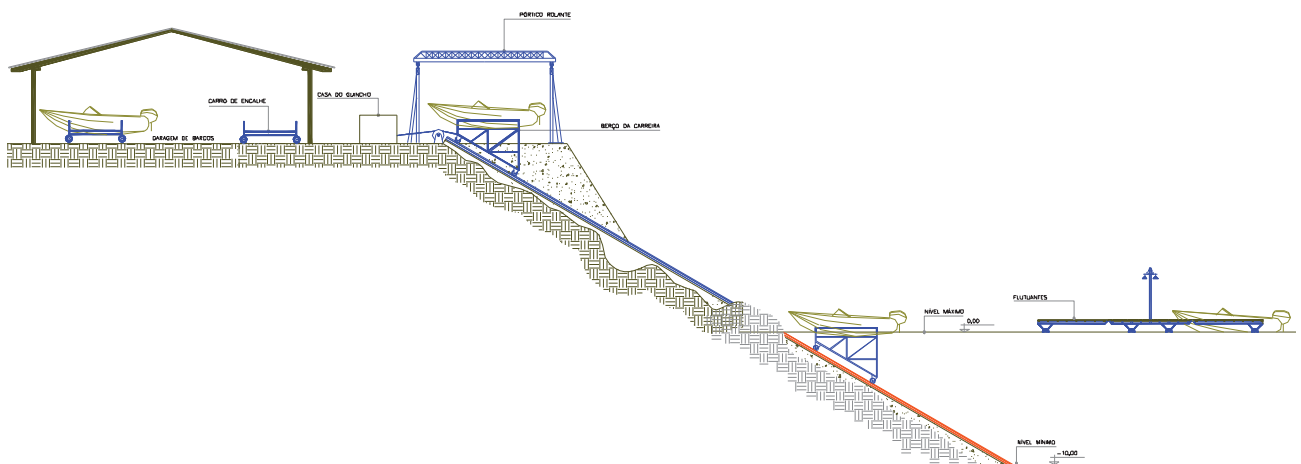 PÓRTICO ROLANTE
CASA DO GUINCHO
CARRO DE ENCALHE
BERÇO DA CARREIRA
GARAGEM DE BARCOS
FLUTUANTES
NÍVEL MÁXIMO
0,00
NÍVEL MÍNIMO
-10,00